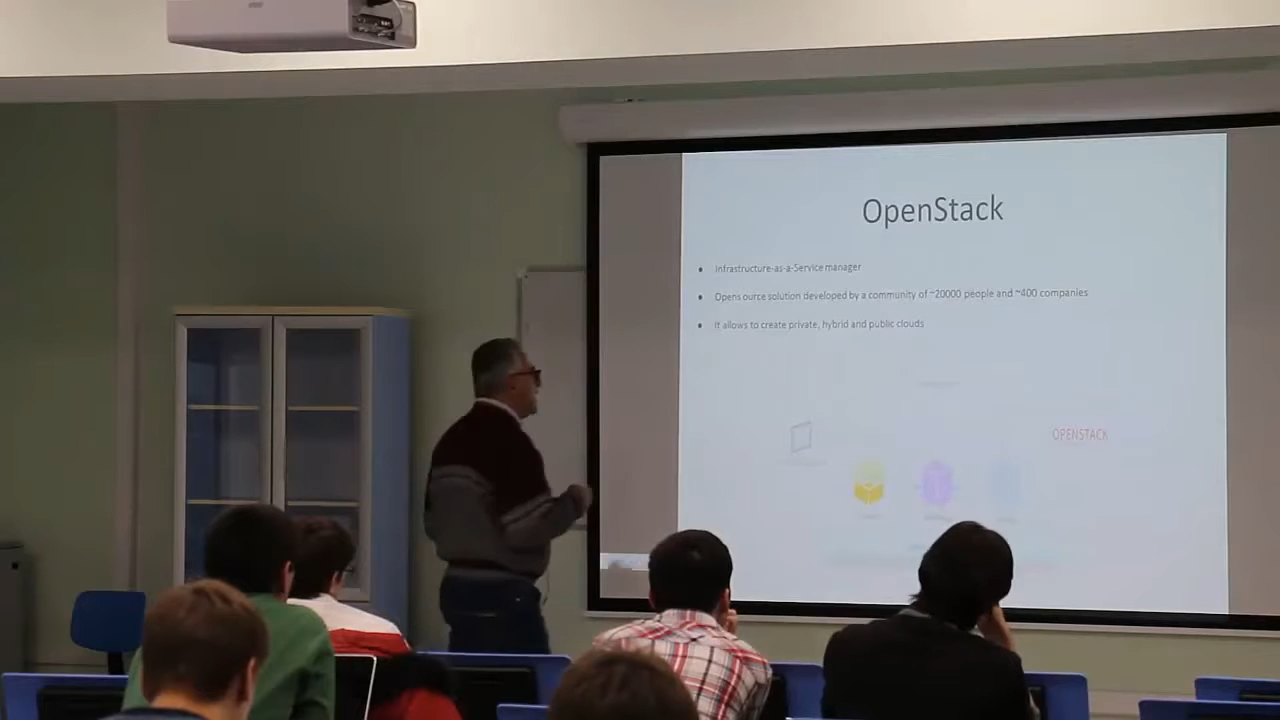 OpenStack
• Infrastructure-as-a-Service manager
• Opens ource solution developed by a community of ~20000 people and ~400 companies
• It allows to create private, hybrid and public clouds
OPENSTACK